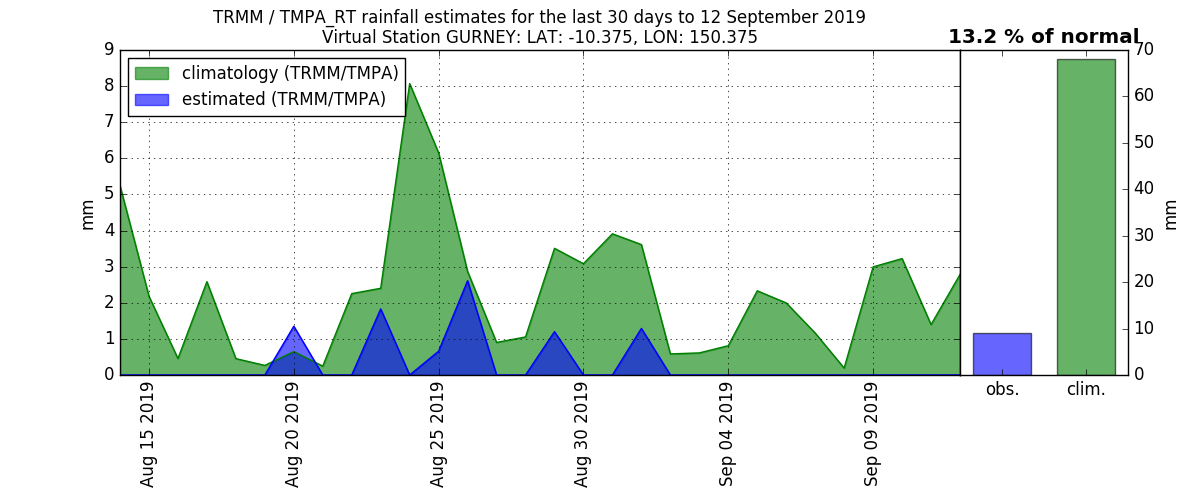 TRMM / TMPA_RT rainfall estimates for the last 30 days to 12 September 2019
Virtual Station GURNEY: LAT: -10.375, LON: 150.375
13.2 % of normal
climatology (TRMM/TMPA)
estimated (TRMM/TMPA)
9
8
7
6
5
4
3
2
1
0
mm
Aug 15 2019
Aug 20 2019
Aug 25 2019
Aug 30 2019
Sep 04 2019
Sep 09 2019
70
60
50
40
30
20
10
0
mm
obs.
clim.